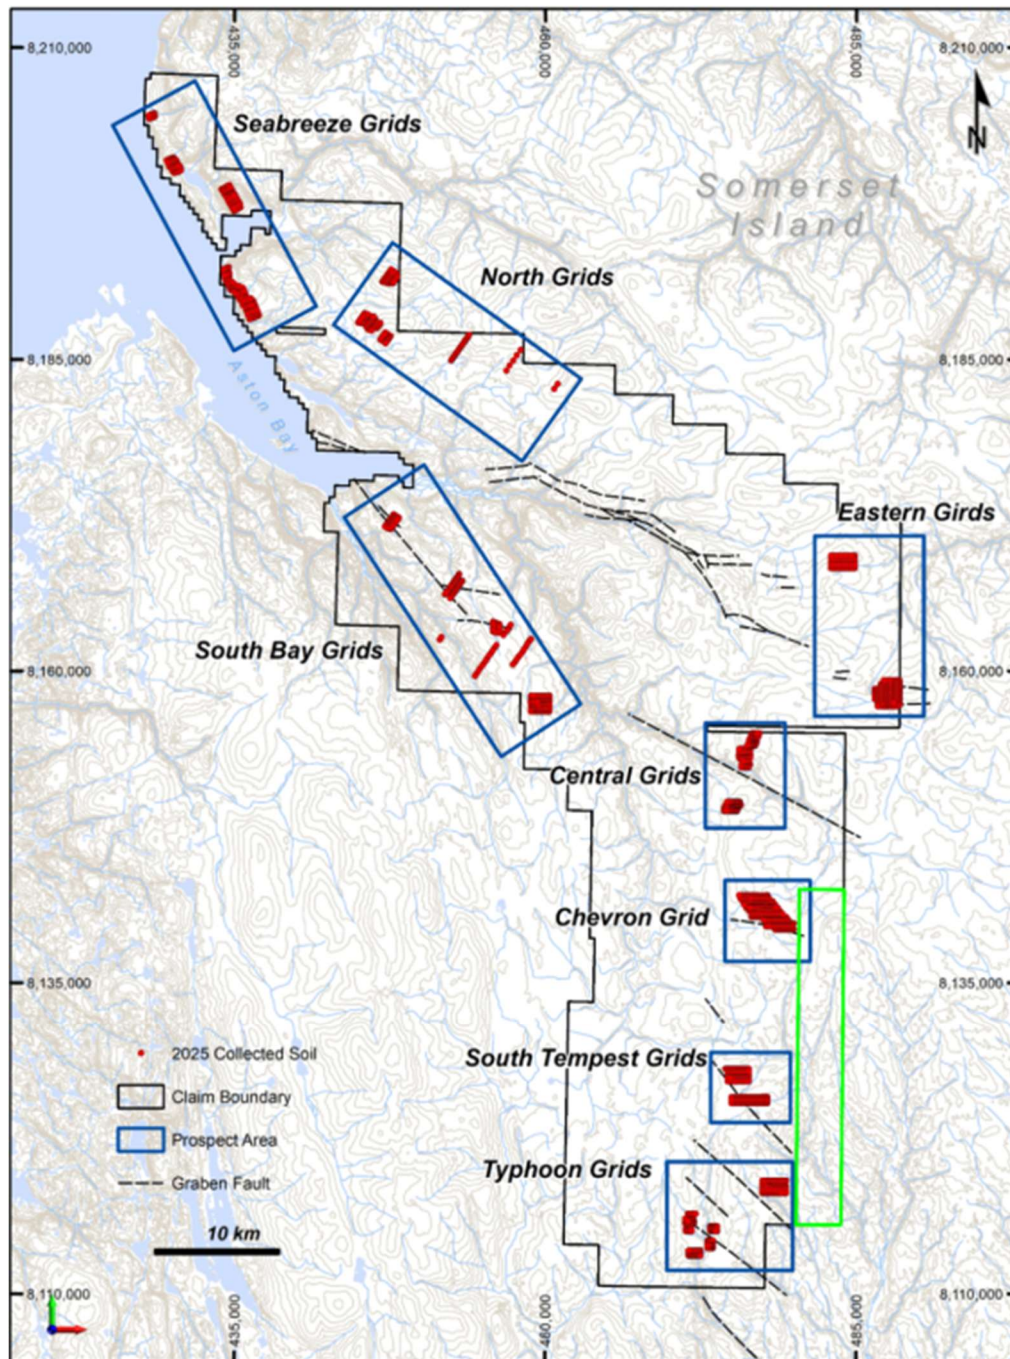 435,000
460,000
485,000
8,210,000
8,210,000
Seabreeze Grids
N
Somerset
Island
North Grids
8,185,000
8,185,000
Aston Bay
Eastern Girds
South Bay Grids
8,160,000
8,160,000
Central Grids
Chevron Grid
8,135,000
8,135,000
South Tempest Grids
2025 Collected Soil
Claim Boundary
Prospect Area
Typhoon Grids
Graben Fault
10 km
8,110,000
8,110,000
435,000
460,000
485,000